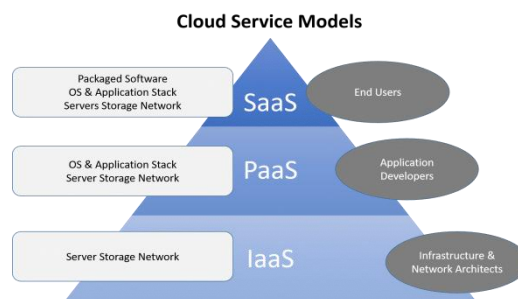 Cloud Service Models
Packaged Software
OS & Application Stack
Servers Storage Network
SaaS
End Users
OS & Application Stack
Server Storage Network
PaaS
Application
Developers
Server Storage Network
IaaS
Infrastructure &
Network Architects